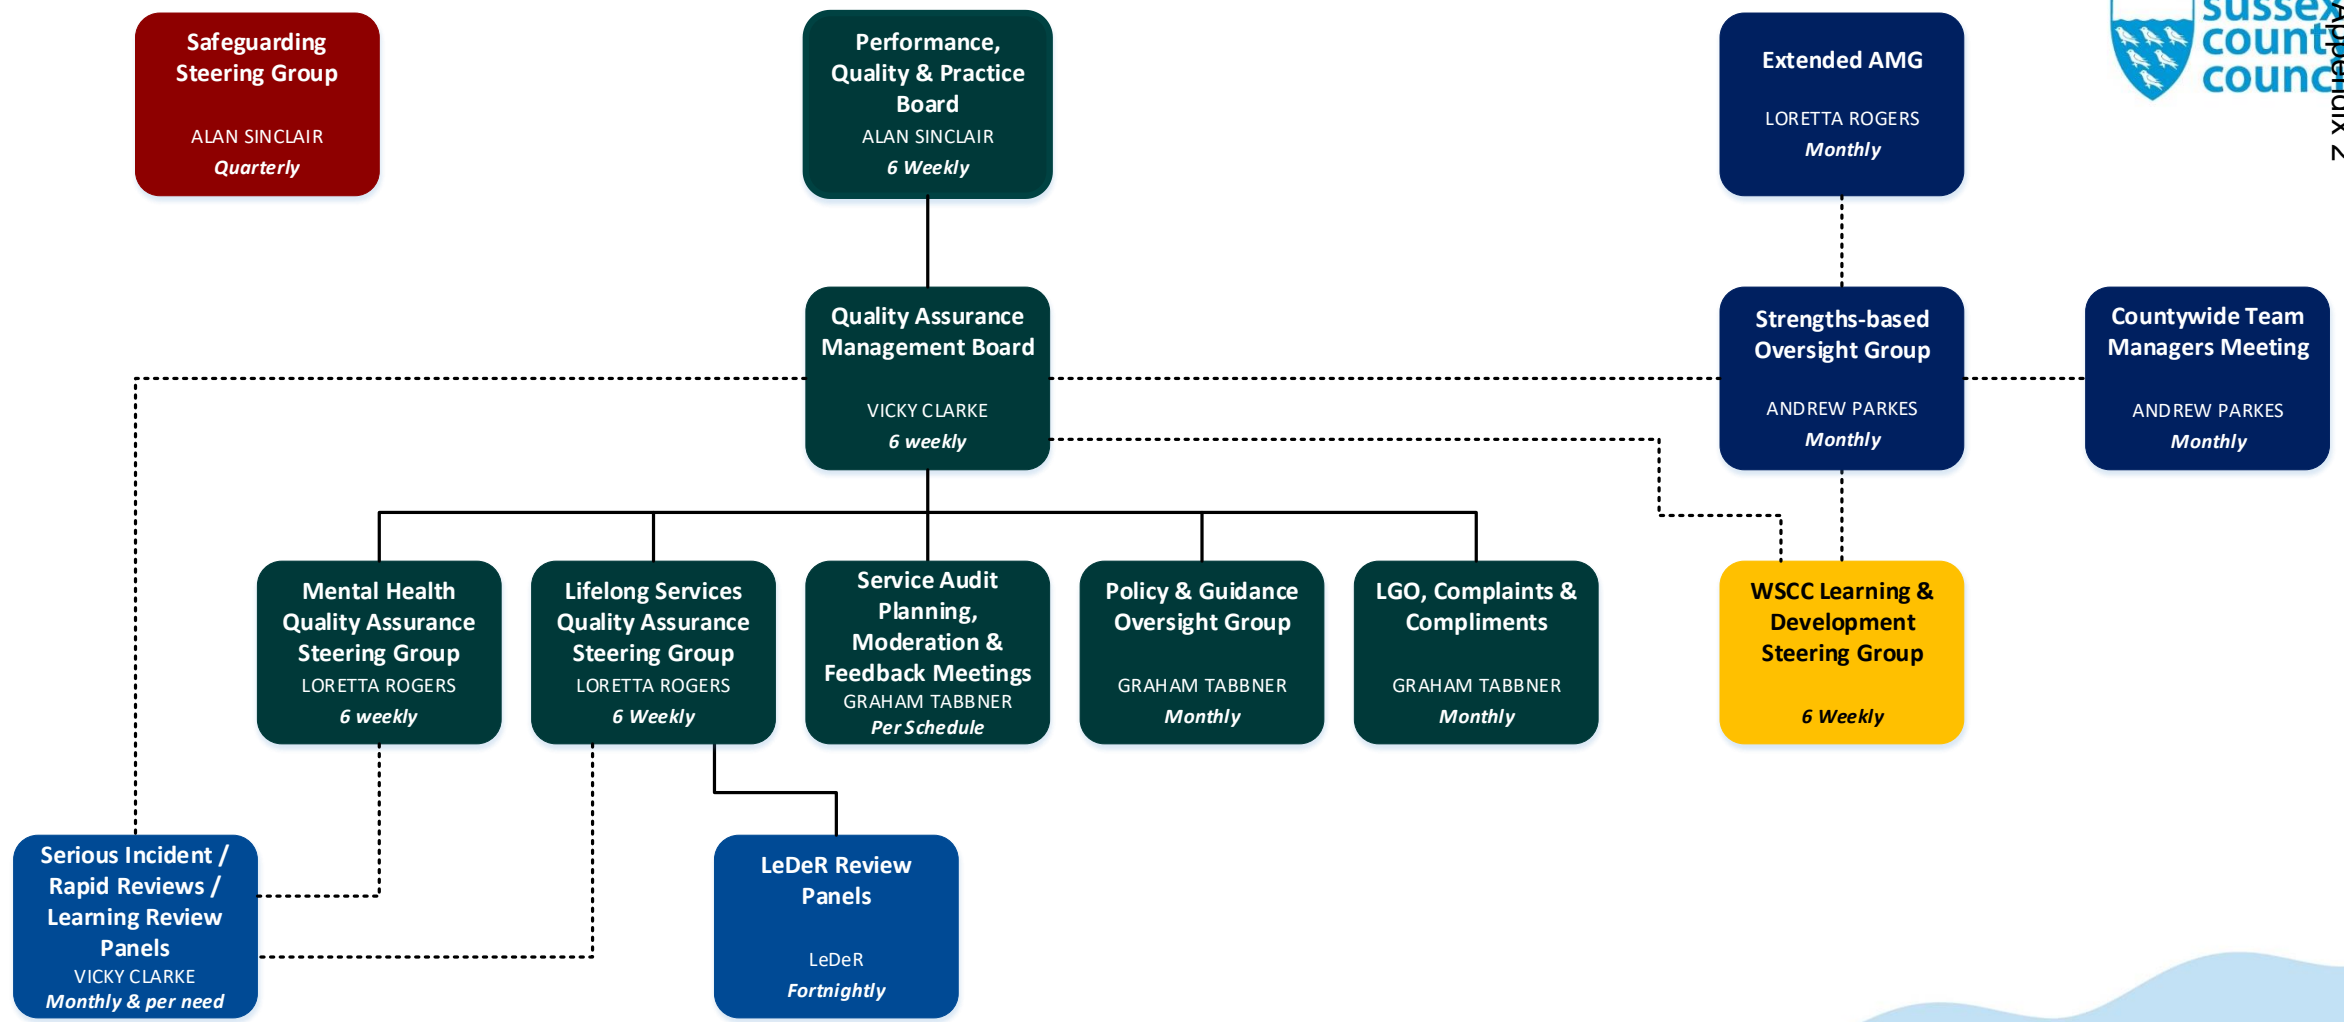 Safeguarding
Steering Group
ALAN SINCLAIR
Quarterly
Performance,
Quality & Practice
Board
ALAN SINCLAIR
6 Weekly
Extended AMG
LORETTA ROGERS
Monthly
sussex
county
council
Appendix 2
Quality Assurance
Management Board
VICKY CLARKE
6 weekly
Strengths-based
Oversight Group
ANDREW PARKES
Monthly
Countywide Team
Managers Meeting
ANDREW PARKES
Monthly
Mental Health
Quality Assurance
Steering Group
LORETTA ROGERS
6 weekly
Lifelong Services
Quality Assurance
Steering Group
LORETTA ROGERS
6 Weekly
Service Audit
Planning,
Moderation &
Feedback Meetings
GRAHAM TABBNER
Per Schedule
Policy & Guidance
Oversight Group
GRAHAM TABBNER
Monthly
LGO, Complaints &
Compliments
GRAHAM TABBNER
Monthly
WSCC Learning &
Development
Steering Group
6 Weekly
Serious Incident /
Rapid Reviews /
Learning Review
Panels
VICKY CLARKE
Monthly & per need
LeDeR Review
Panels
LeDeR
Fortnightly